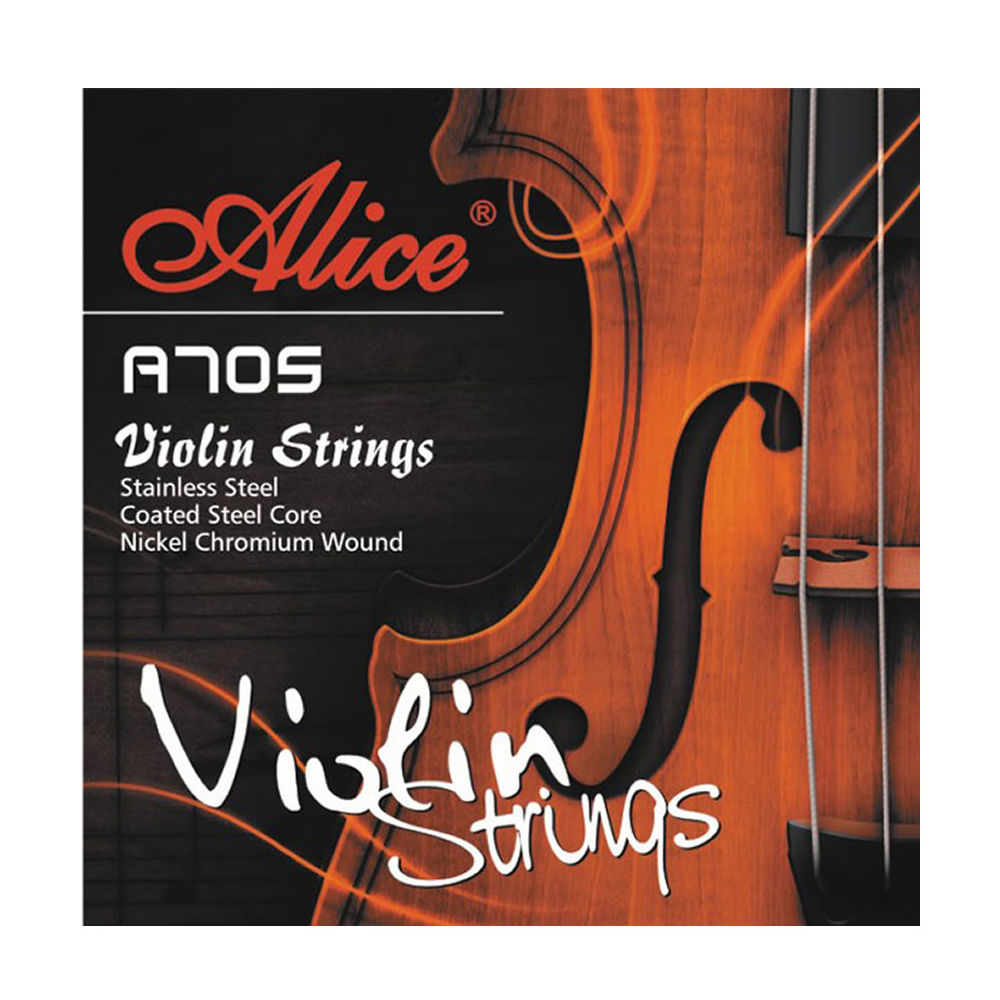 Alice®
A705
Violin Strings
Stainless Steel
Coated Steel Core
Nickel Chromium Wound
Violin
Strings